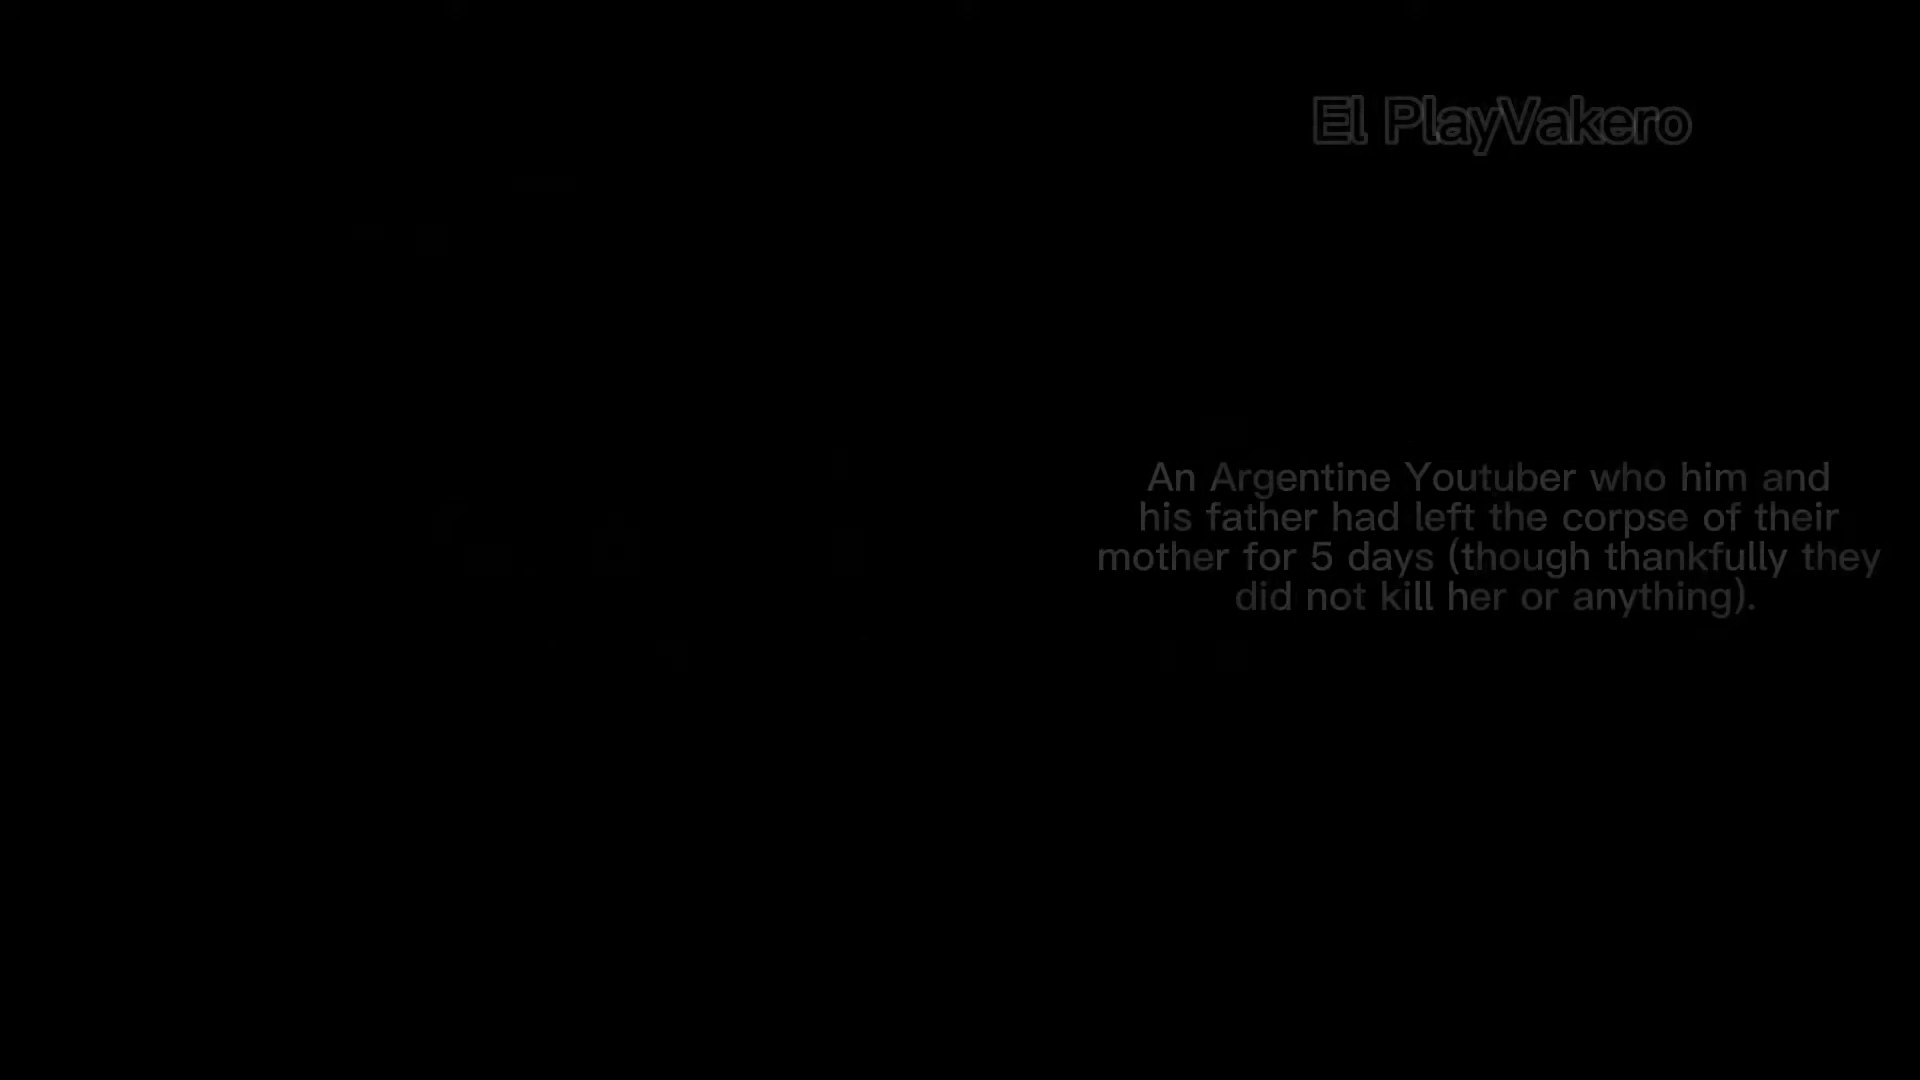 El PlayVakero
An Argentine Youtuber who him and
his father had left the corpse of their
mother for 5 days (though thankfully they
did not kill her or anything).